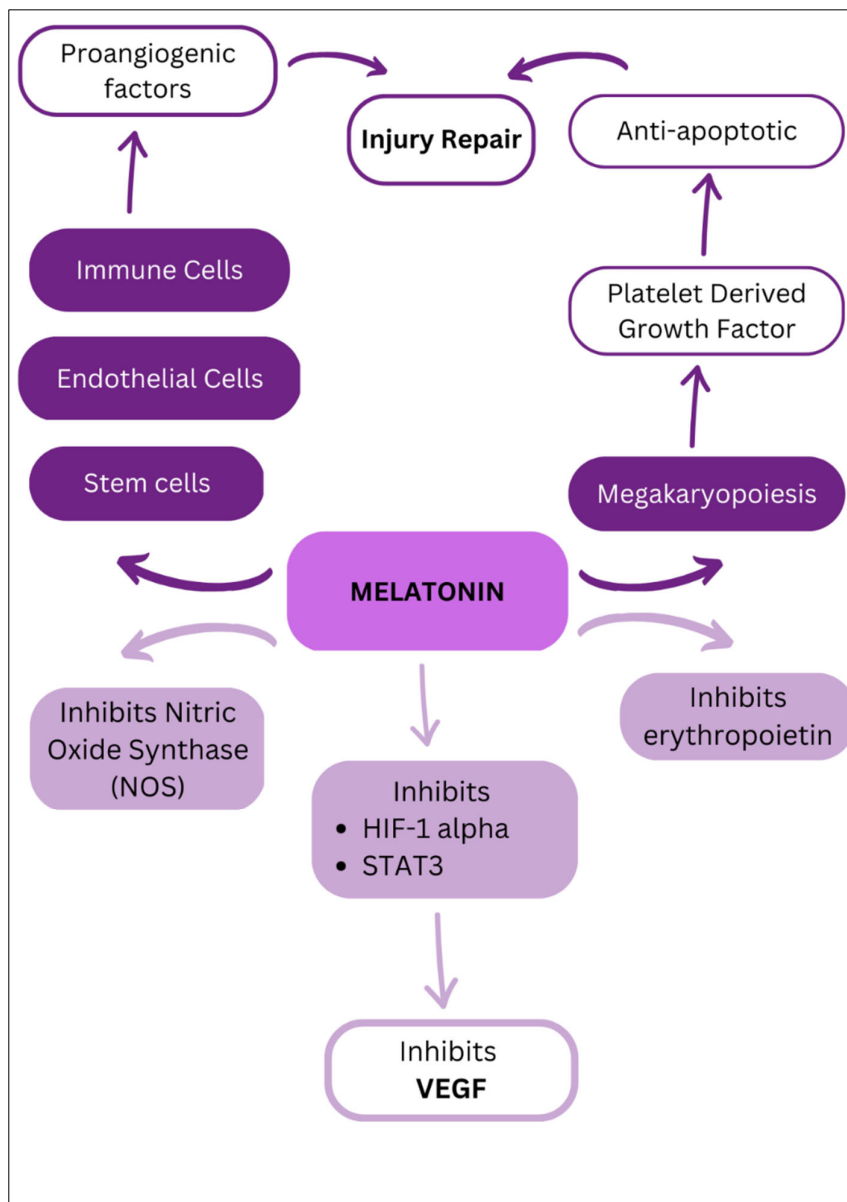 Proangiogenic
factors
Injury Repair
Anti-apoptotic
Immune Cells
Platelet Derived
Growth Factor
Endothelial Cells
Stem cells
Megakaryopoiesis
MELATONIN
Inhibits Nitric
Oxide Synthase
(NOS)
Inhibits
erythropoietin
Inhibits
• HIF-1 alpha
• STAT3
Inhibits
VEGF